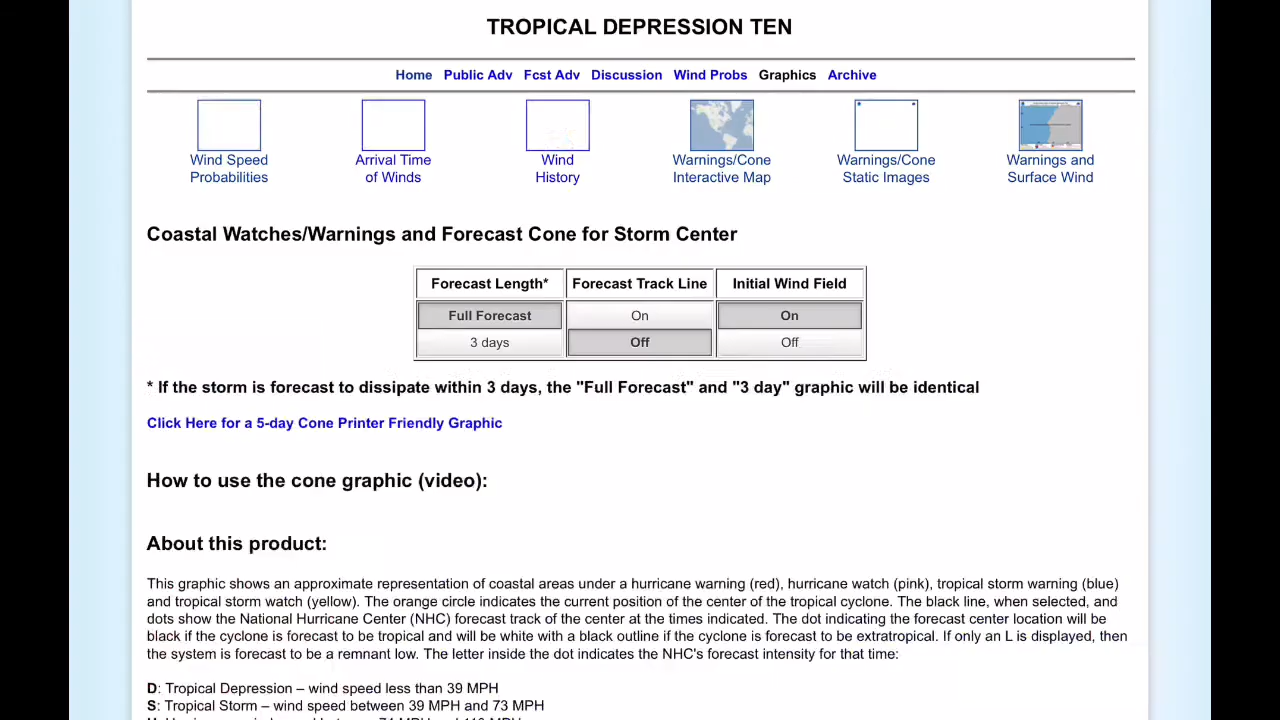 TROPICAL DEPRESSION TEN
Home Public Adv Fcst Adv Discussion Wind Probs Graphics Archive
Wind Speed Probabilities
Arrival Time of Winds
Wind History
Warnings/Cone Interactive Map
Warnings/Cone Static Images
Warnings and Surface Wind
Coastal Watches/Warnings and Forecast Cone for Storm Center
Forecast Length* Forecast Track Line Initial Wind Field
Full Forecast On On
3 days Off Off
* If the storm is forecast to dissipate within 3 days, the "Full Forecast" and "3 day" graphic will be identical
Click Here for a 5-day Cone Printer Friendly Graphic
How to use the cone graphic (video):
About this product:
This graphic shows an approximate representation of coastal areas under a hurricane warning (red), hurricane watch (pink), tropical storm warning (blue)
and tropical storm watch (yellow). The orange circle indicates the current position of the center of the tropical cyclone. The black line, when selected, and
dots show the National Hurricane Center (NHC) forecast track of the center at the times indicated. The dot indicating the forecast center location will be
black if the cyclone is forecast to be tropical and will be white with a black outline if the cyclone is forecast to be extratropical. If only an L is displayed, then
the system is forecast to be a remnant low. The letter inside the dot indicates the NHC's forecast intensity for that time:
D: Tropical Depression – wind speed less than 39 MPH
S: Tropical Storm – wind speed between 39 MPH and 73 MPH